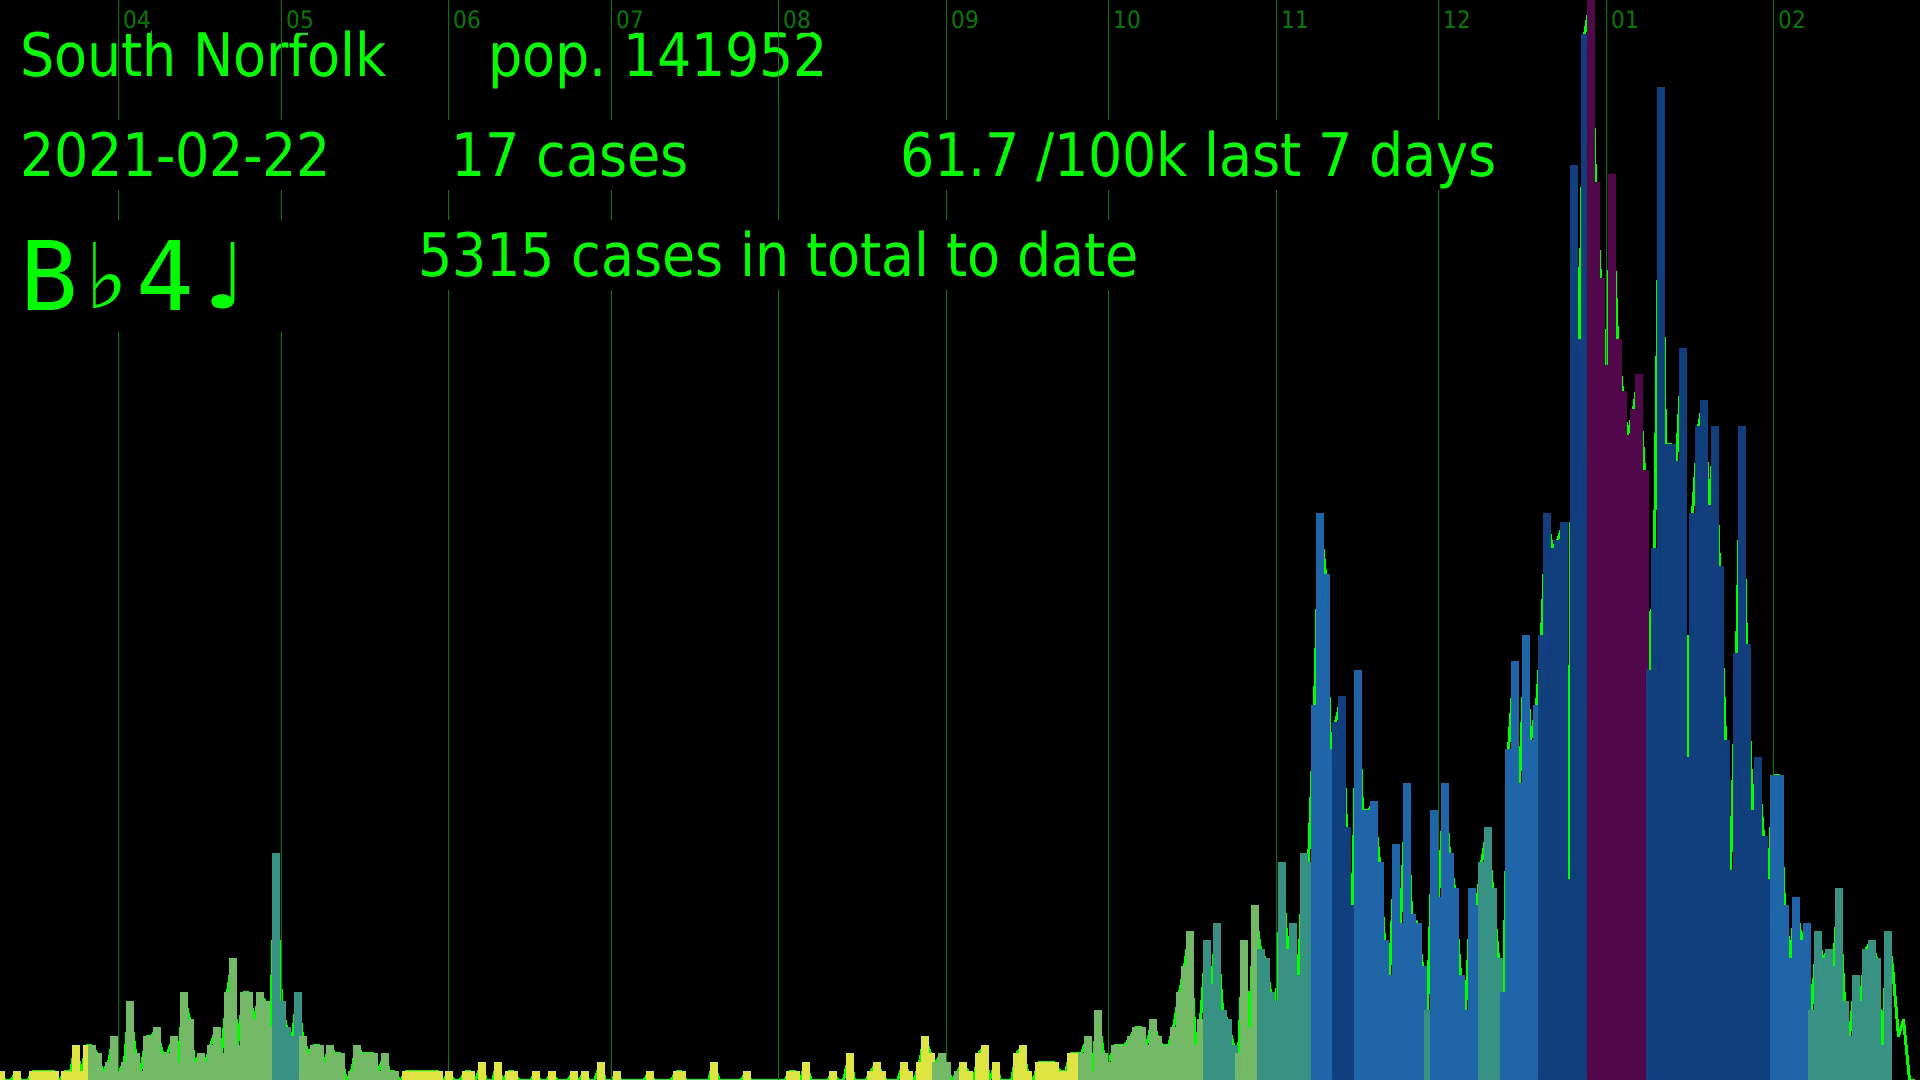 04 05 06 07 08 09 10 11 12 01 02
South Norfolk pop. 141952
2021-02-22 17 cases 61.7 /100k last 7 days
B♭4♩ 5315 cases in total to date